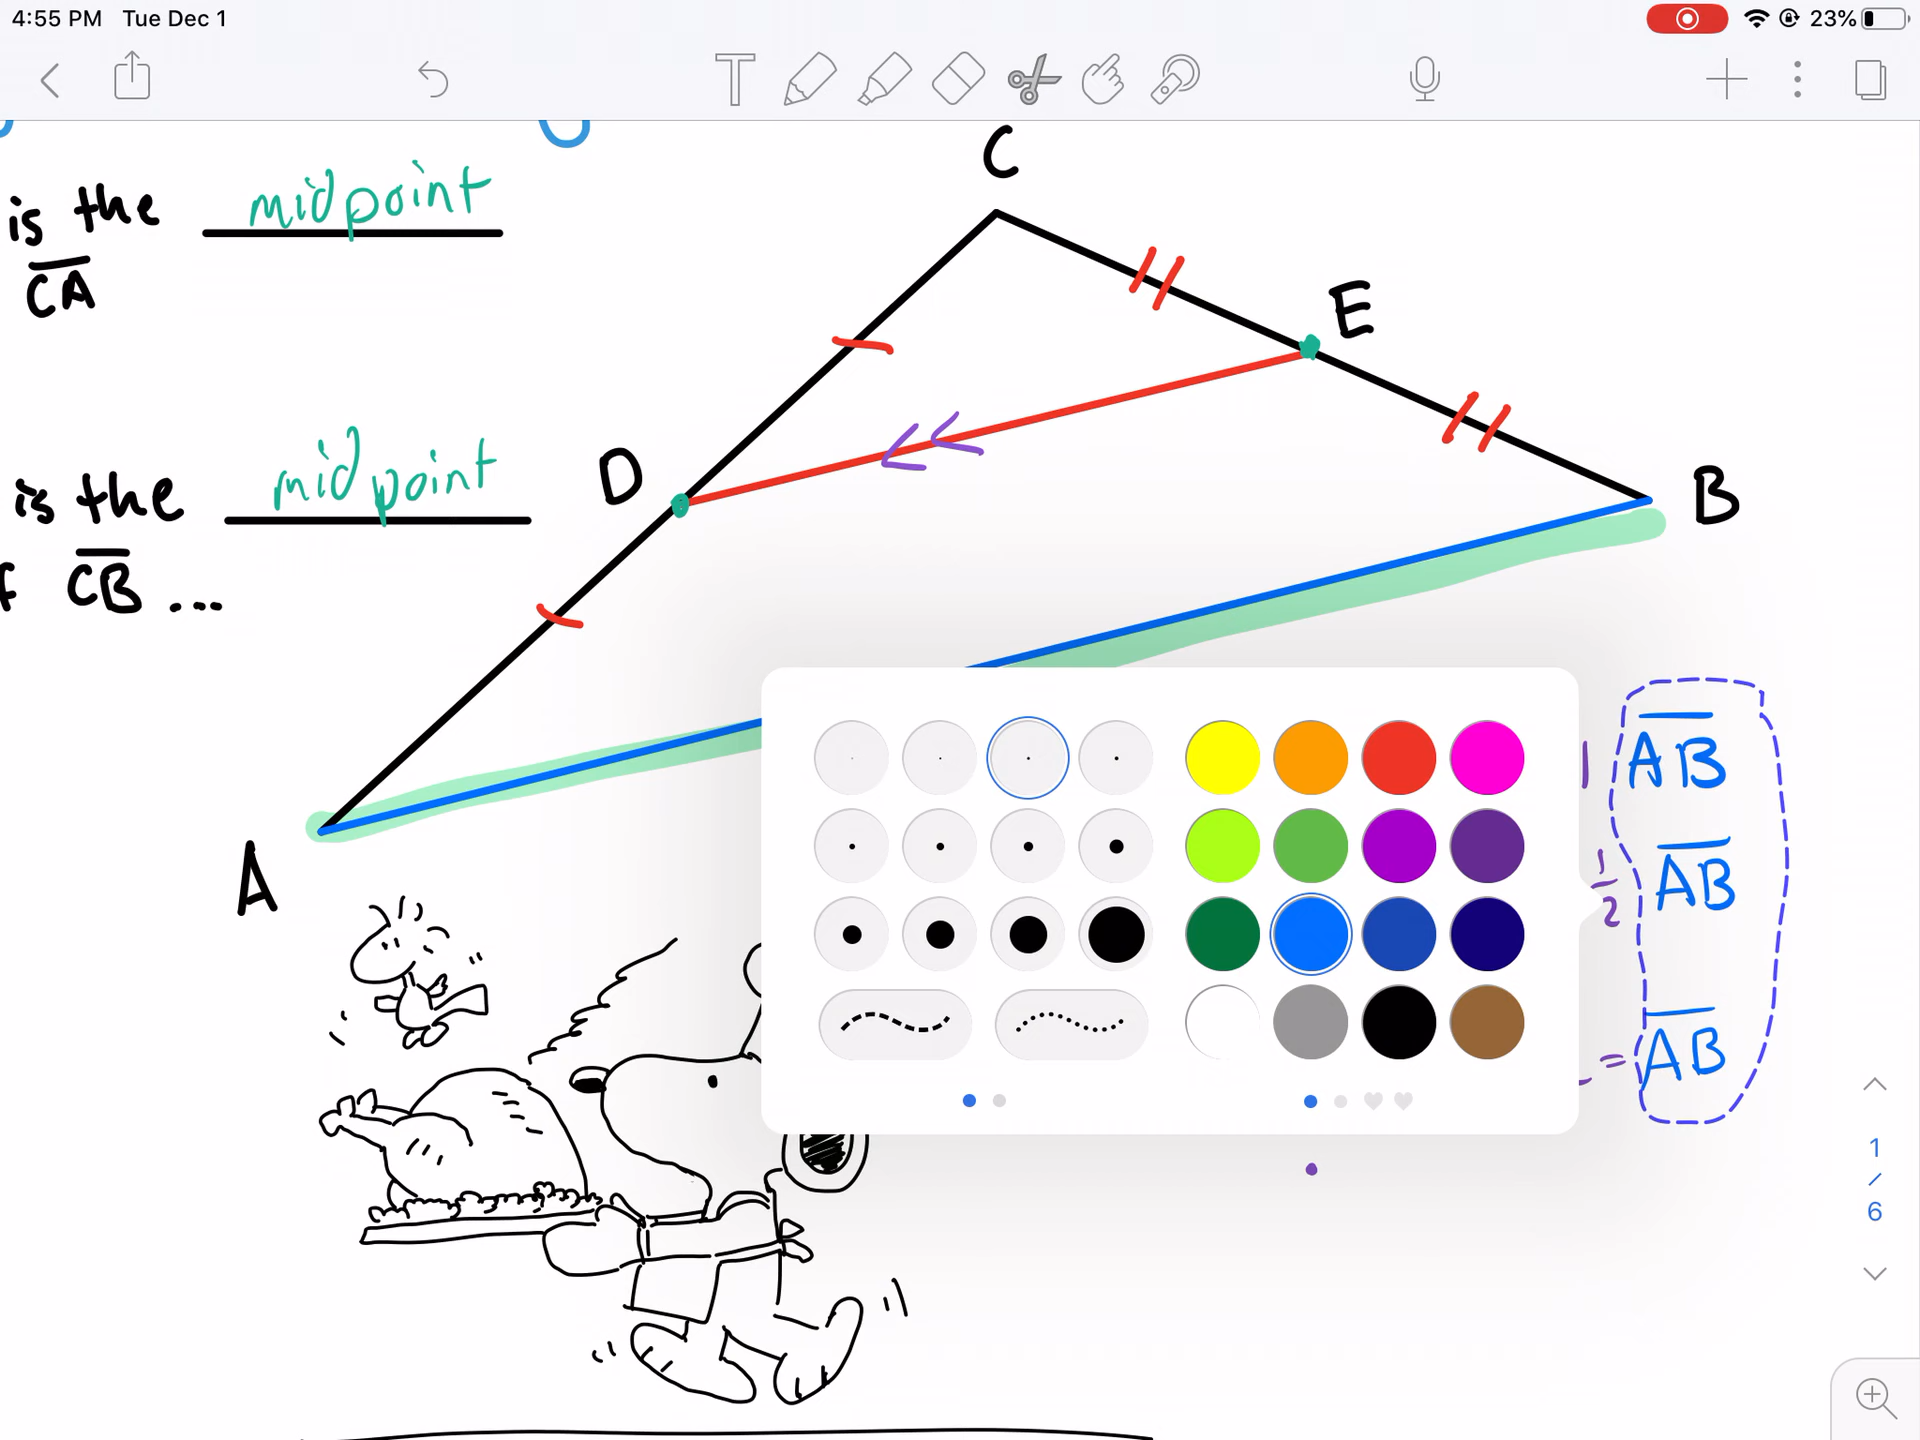 4:55 PM Tue Dec 1
23%
C
is the midpoint
CA
E
D
B
is the midpoint
CB ...
AB
1/2 AB
A
= AB
1
/
6